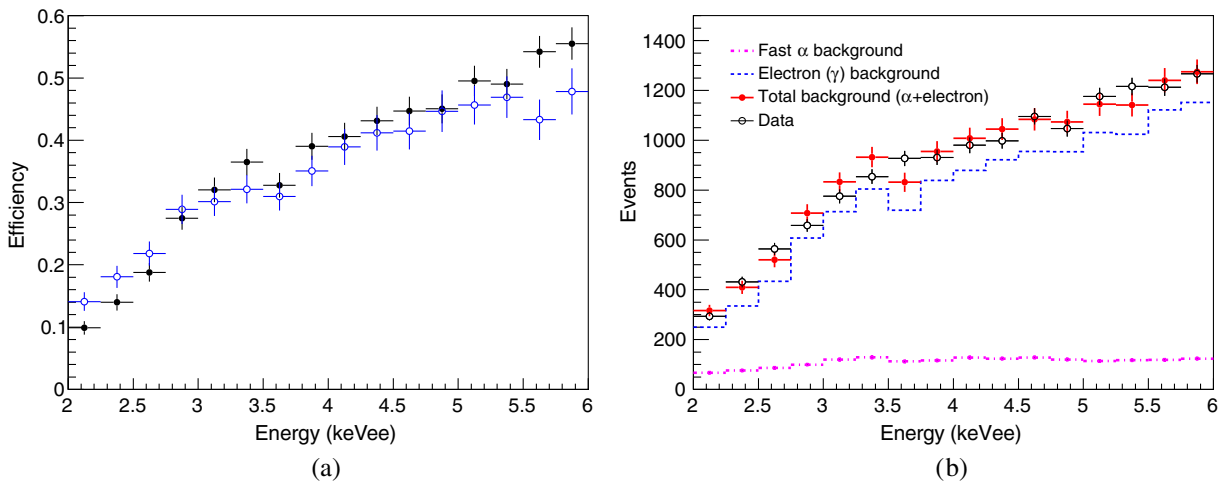 0.6
0.5
0.4
0.3
0.2
0.1
0
Efficiency
2 2.5 3 3.5 4 4.5 5 5.5 6
Energy (keVee)
(a)
1400
1200
1000
800
600
400
200
0
Events
Fast α background
Electron (γ) background
Total background (α+electron)
Data
2 2.5 3 3.5 4 4.5 5 5.5 6
Energy (keVee)
(b)